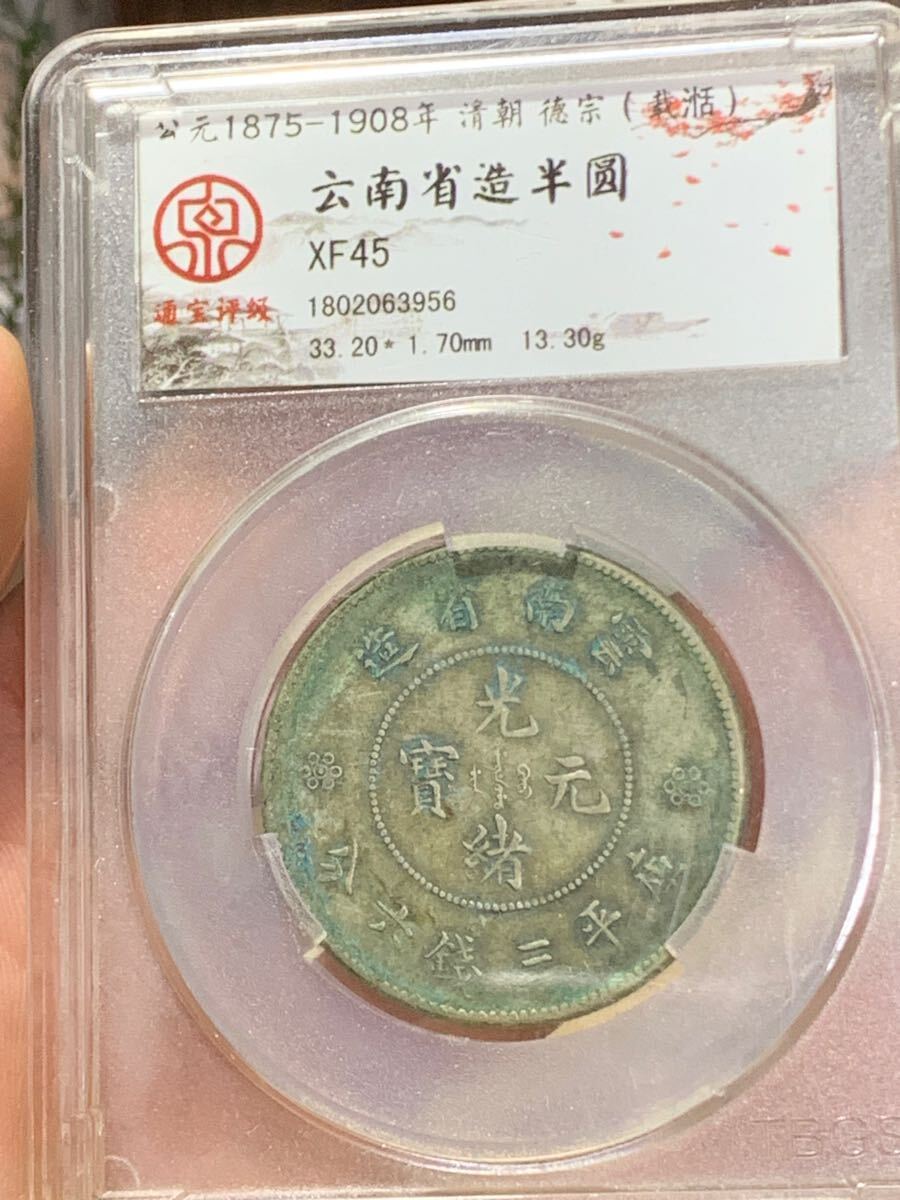 公元1875-1908年 清朝 德宗(载湉)
云南省造半圆
XF45
通宝评级
1802063956
33.20* 1.70mm 13.30g
造省南雲
光緒元寶
庫平三錢六分
TBGS